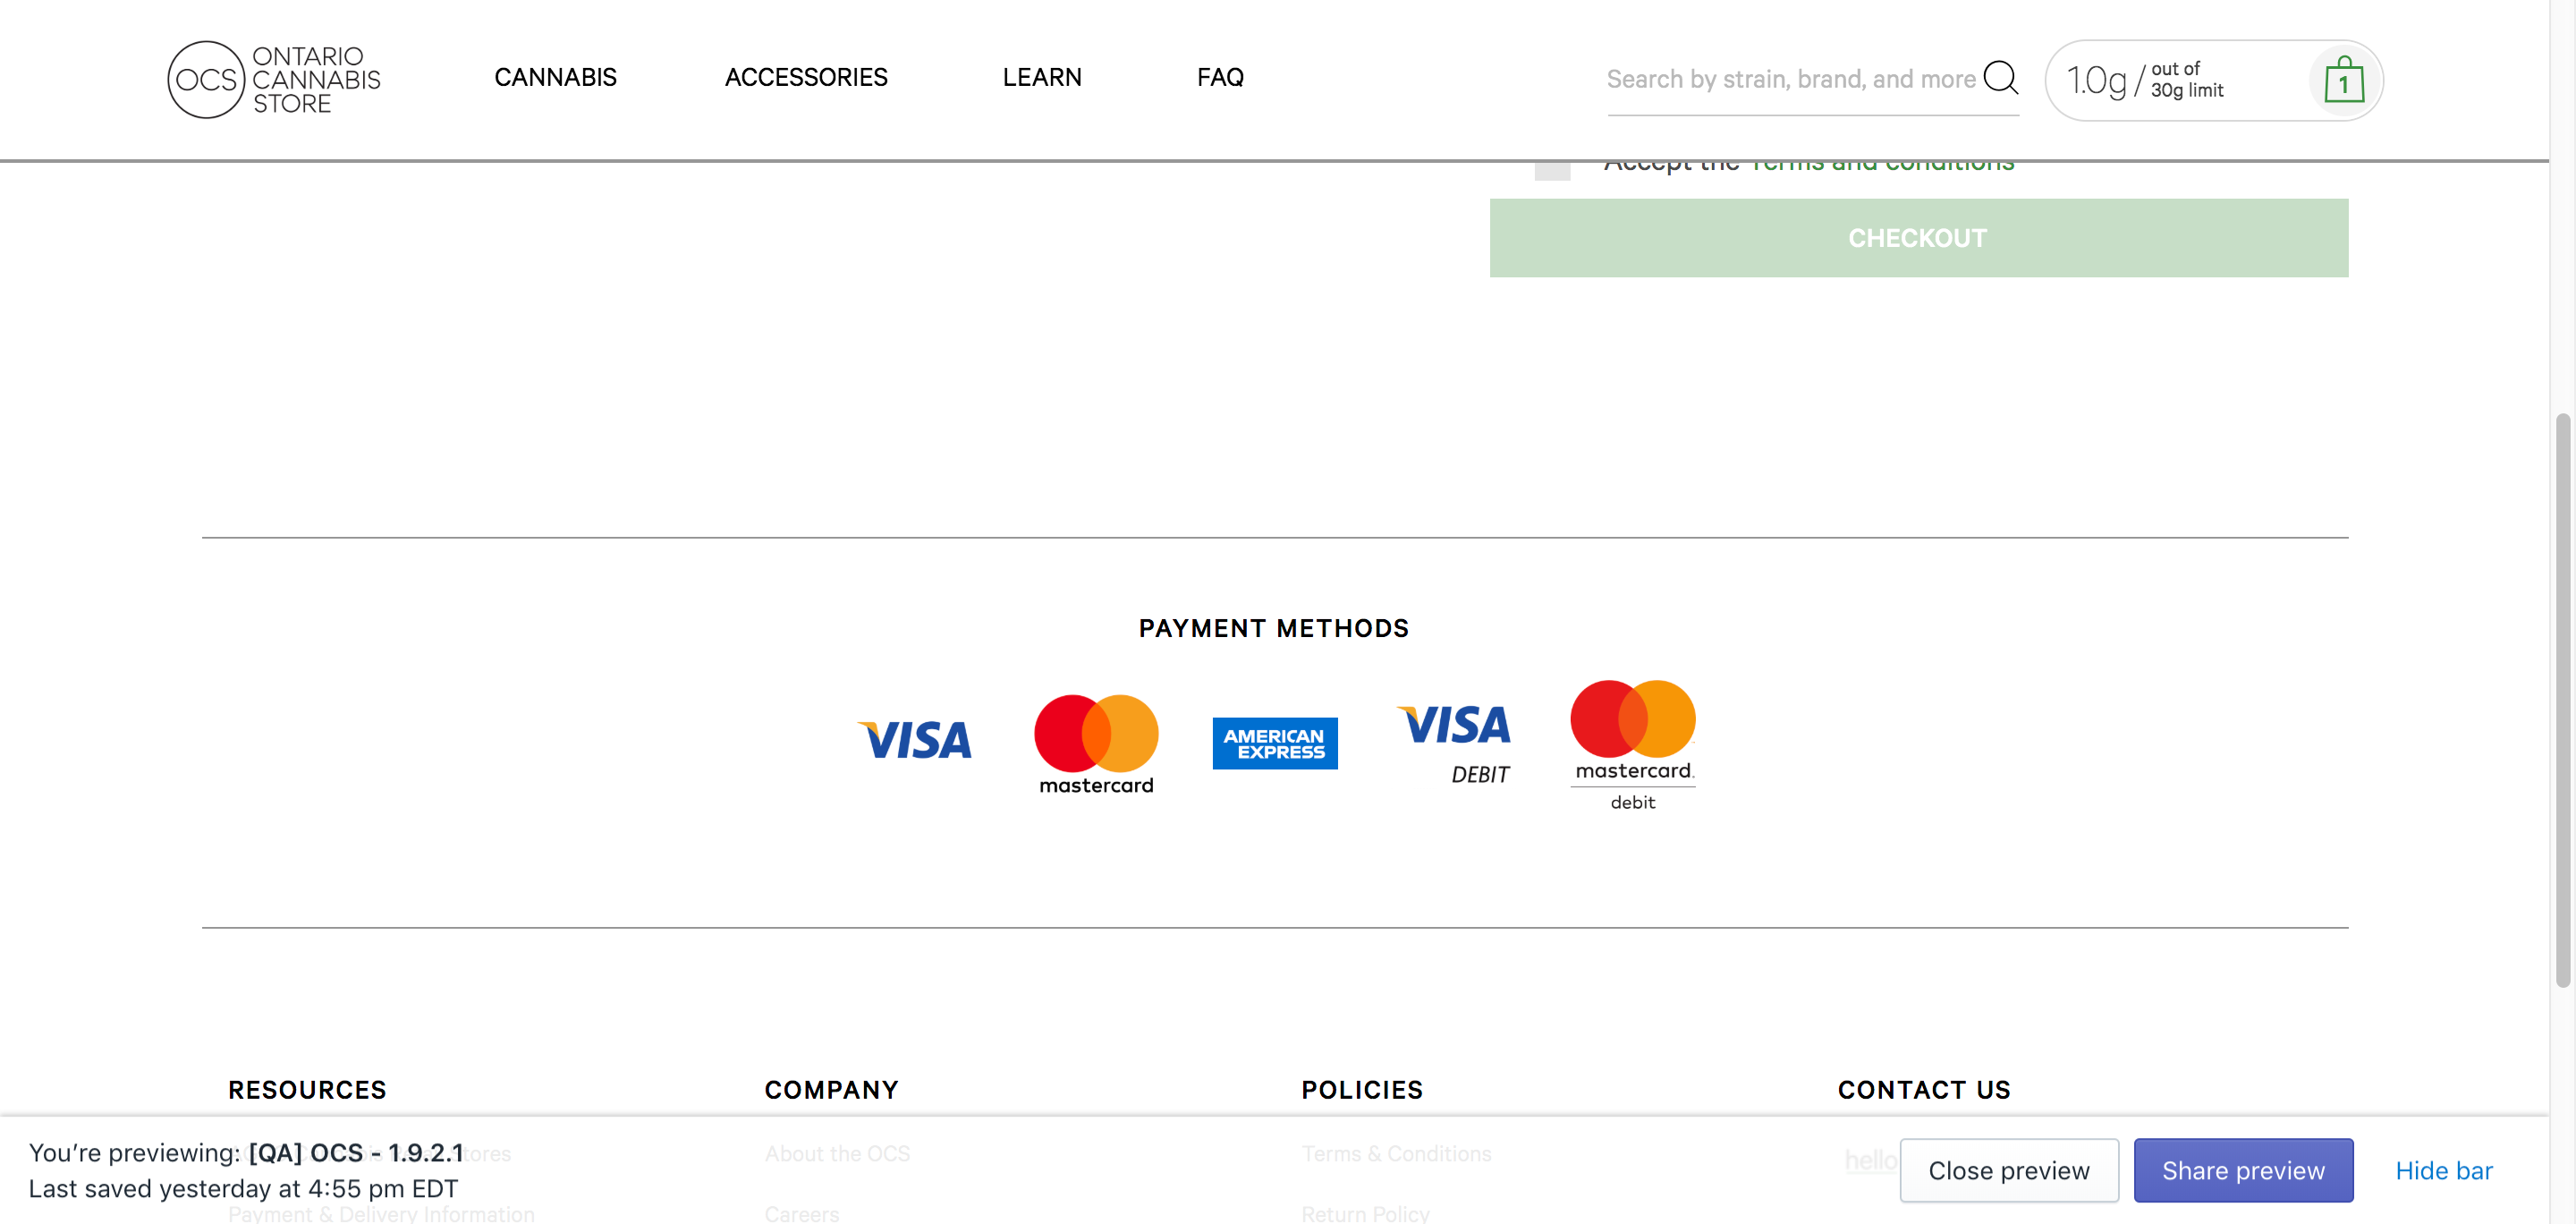 OCS
ONTARIO
CANNABIS
STORE
CANNABIS
ACCESSORIES
LEARN
FAQ
Search by strain, brand, and more
1.0g / out of
30g limit
1
Accept the Terms and conditions
CHECKOUT
PAYMENT METHODS
VISA
mastercard
AMERICAN
EXPRESS
VISA
DEBIT
mastercard.
debit
RESOURCES
COMPANY
POLICIES
CONTACT US
You're previewing: [QA] OCS - 1.9.2.1
tores
About the OCS
Terms & Conditions
hello
Last saved yesterday at 4:55 pm EDT
Close preview
Share preview
Hide bar
Payment & Delivery Information
Careers
Return Policy